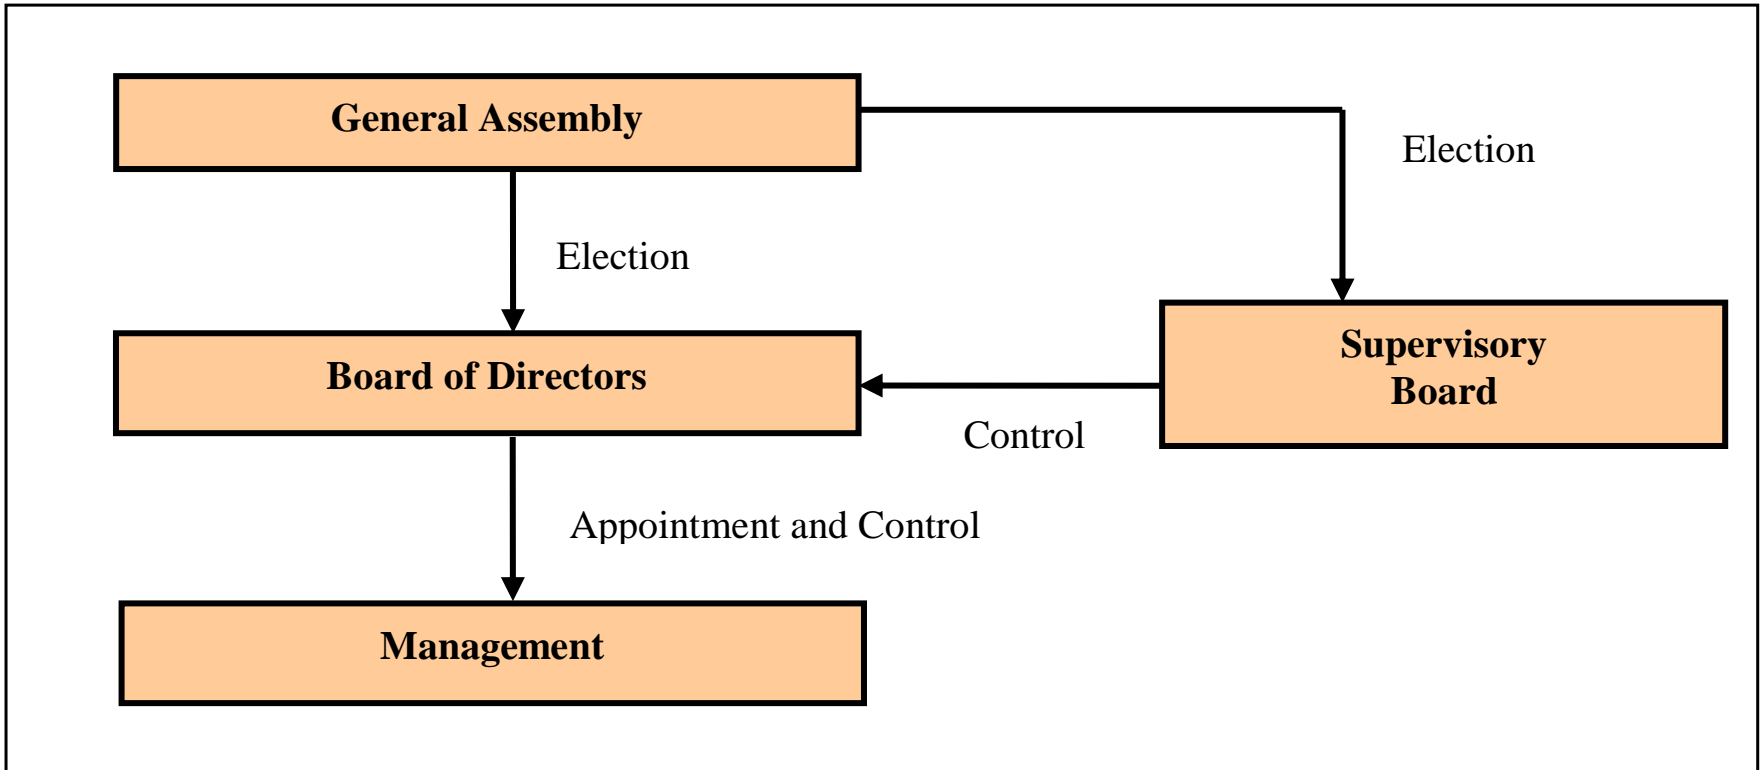 General Assembly
Election
Election
Board of Directors
Supervisory
Board
Control
Appointment and Control
Management